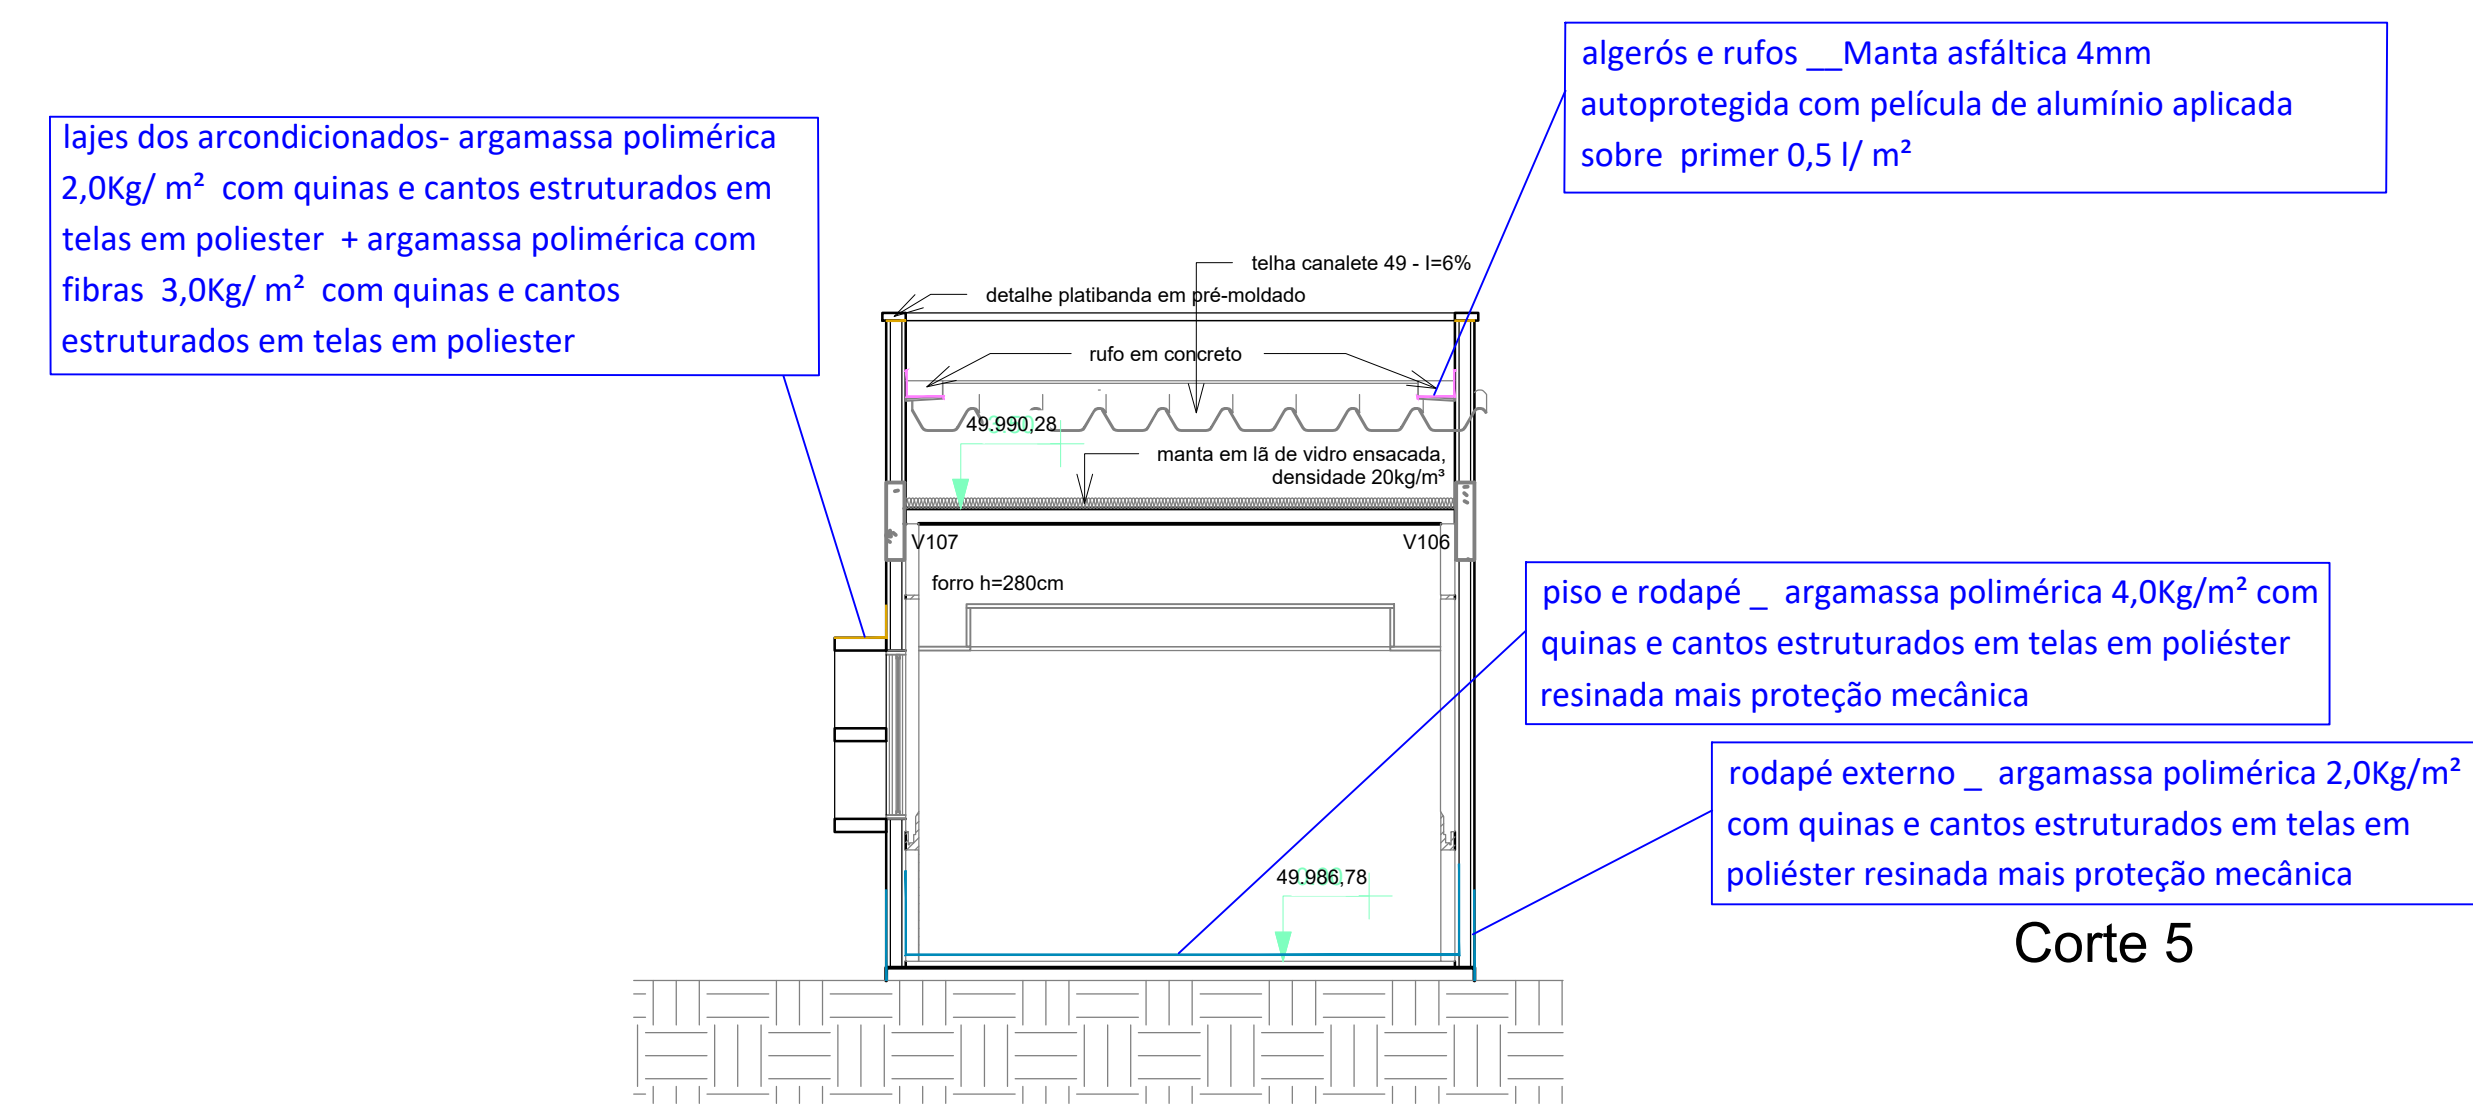 algerós e rufos __Manta asfáltica 4mm
autoprotegida com película de alumínio aplicada
sobre primer 0,5 l/ m²
lajes dos arcondicionados- argamassa polimérica
2,0Kg/ m² com quinas e cantos estruturados em
telas em poliester + argamassa polimérica com
fibras 3,0Kg/ m² com quinas e cantos
estruturados em telas em poliester
telha canalete 49 - I=6%
detalhe platibanda em pré-moldado
rufo em concreto
49.990,28
manta em lã de vidro ensacada,
densidade 20kg/m³
V107
V106
forro h=280cm
piso e rodapé _ argamassa polimérica 4,0Kg/m² com
quinas e cantos estruturados em telas em poliéster
resinada mais proteção mecânica
rodapé externo _ argamassa polimérica 2,0Kg/m²
com quinas e cantos estruturados em telas em
poliéster resinada mais proteção mecânica
49.986,78
Corte 5